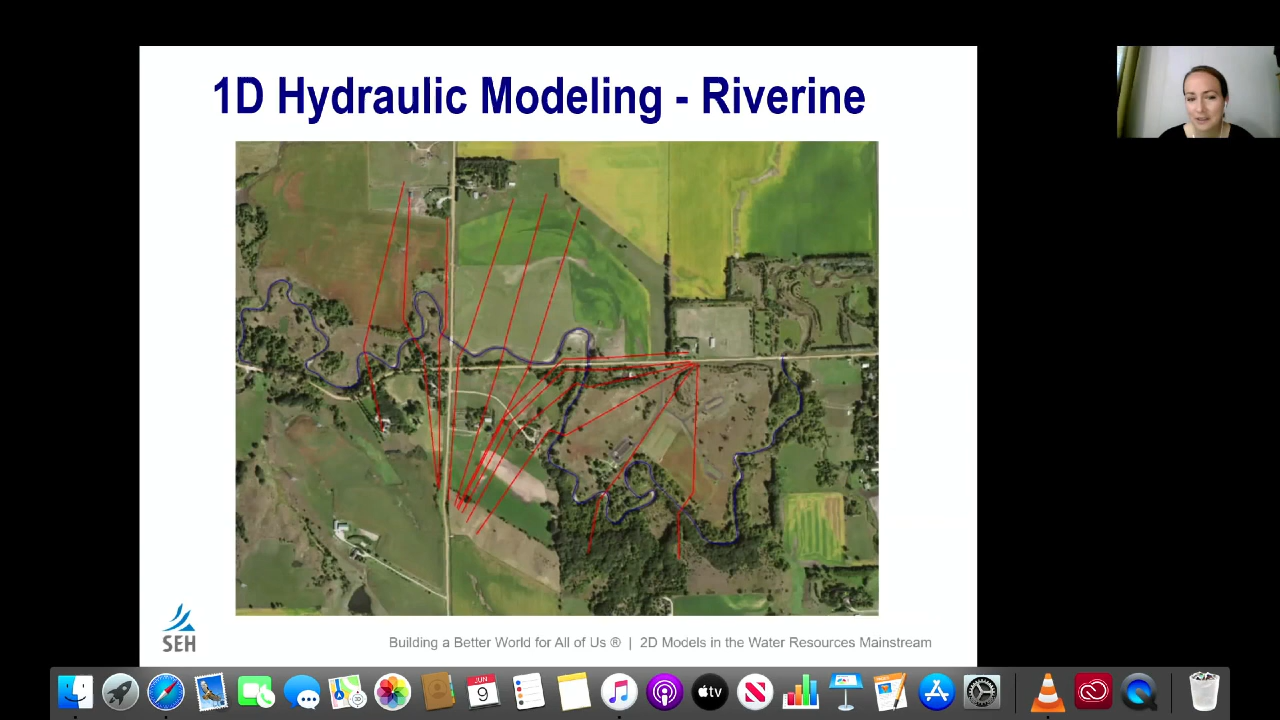 1D Hydraulic Modeling - Riverine
SEH
Building a Better World for All of Us ® | 2D Models in the Water Resources Mainstream
JUN
9
tv